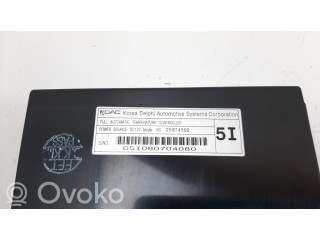 KDAC Korea Delphi Automotive Systems Corporation
FULL AUTOMATIC TEMPERATURE CONTROLLER
POWER SOURCE DC12V Model NO.
5I
S/NO
D5I080704080
OVOKO